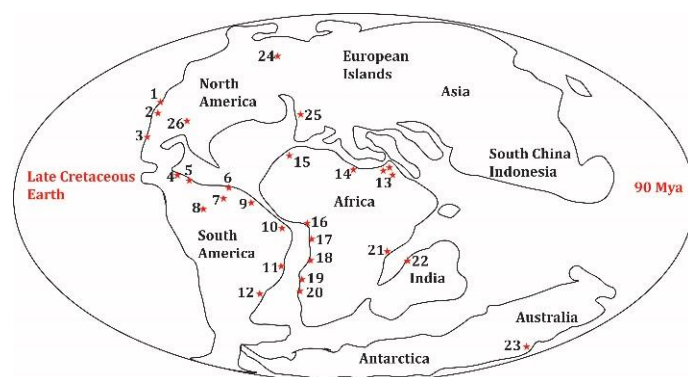 24
European
Islands
North
America
Asia
1
2
3
26
25
South China
Indonesia
Late Cretaceous
Earth
90 Mya
4
5
6
7
8
9
15
14
13
Africa
South
America
10
11
12
16
17
18
19
20
21
22
India
Australia
23
Antarctica